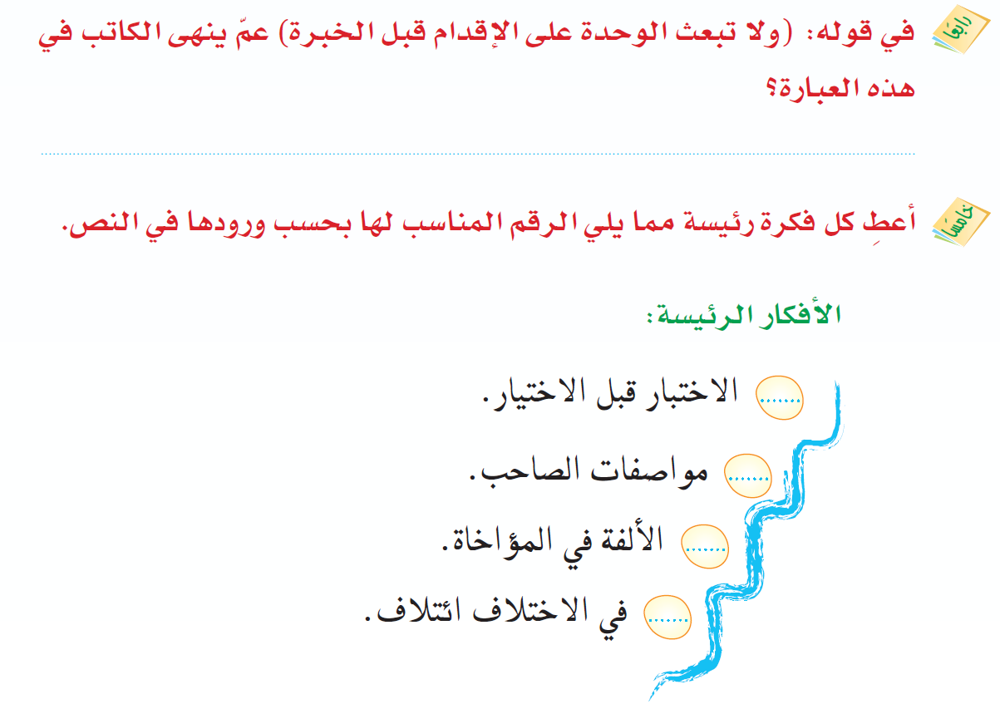 رابعًا
في قوله: (ولا تبعث الوحدة على الإقدام قبل الخبرة) عمّ ينهى الكاتب في
هذه العبارة؟
خامسًا
أعطِ كل فكرة رئيسة مما يلي الرقم المناسب لها بحسب ورودها في النص.
الأفكار الرئيسة:
الاختبار قبل الاختيار.
مواصفات الصاحب.
الألفة في المؤاخاة.
في الاختلاف ائتلاف.